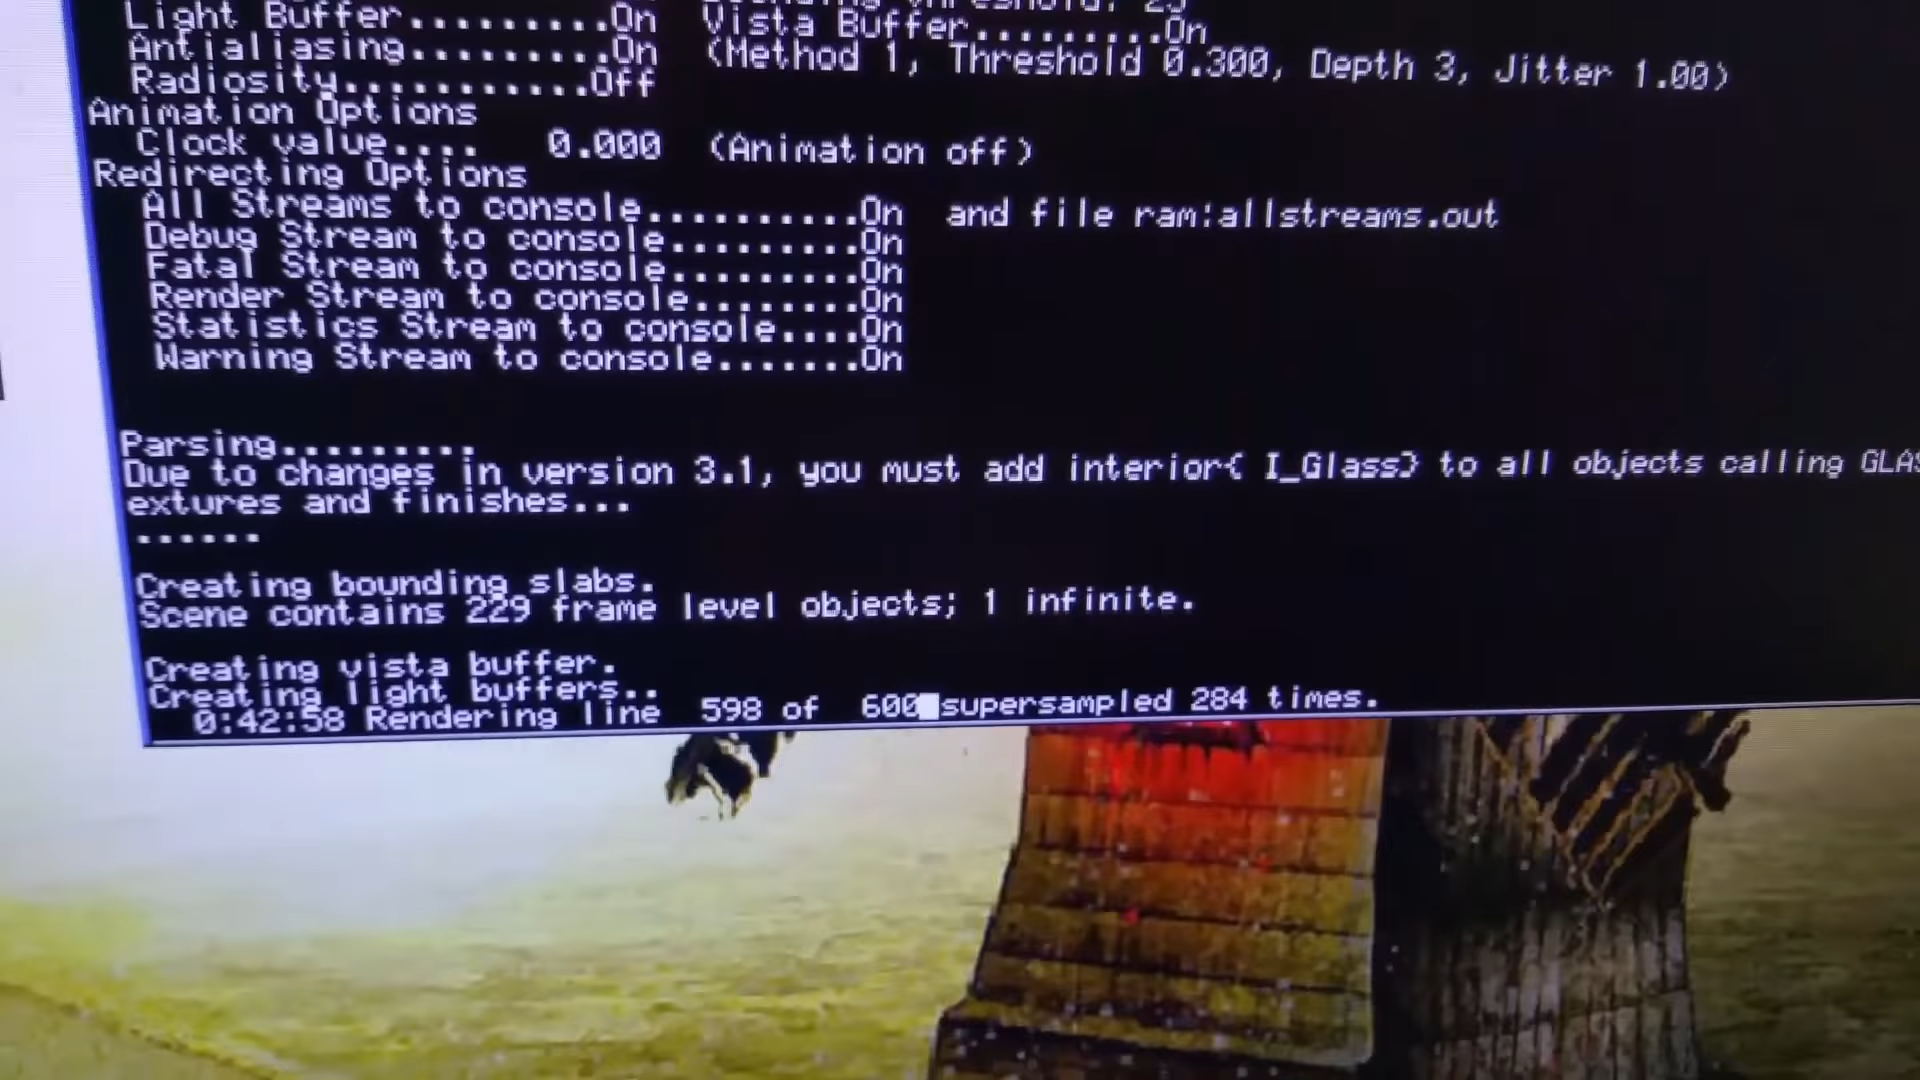 Light Buffer.........On
Bounding Threshold: 25
Vista Buffer.........On
Antialiasing.........On (Method 1, Threshold 0.300, Depth 3, Jitter 1.00)
Radiosity...........Off
Animation Options
Clock value.... 0.000 (Animation off)
Redirecting Options
All Streams to console.........On and file ram:allstreams.out
Debug Stream to console........On
Fatal Stream to console........On
Render Stream to console.......On
Statistics Stream to console....On
Warning Stream to console.......On
Parsing.........
Due to changes in version 3.1, you must add interior{ I_Glass} to all objects calling GLAS
extures and finishes...
......
Creating bounding slabs.
Scene contains 229 frame level objects; 1 infinite.
Creating vista buffer.
Creating light buffers..
0:42:58 Rendering line 598 of 600 supersampled 284 times.